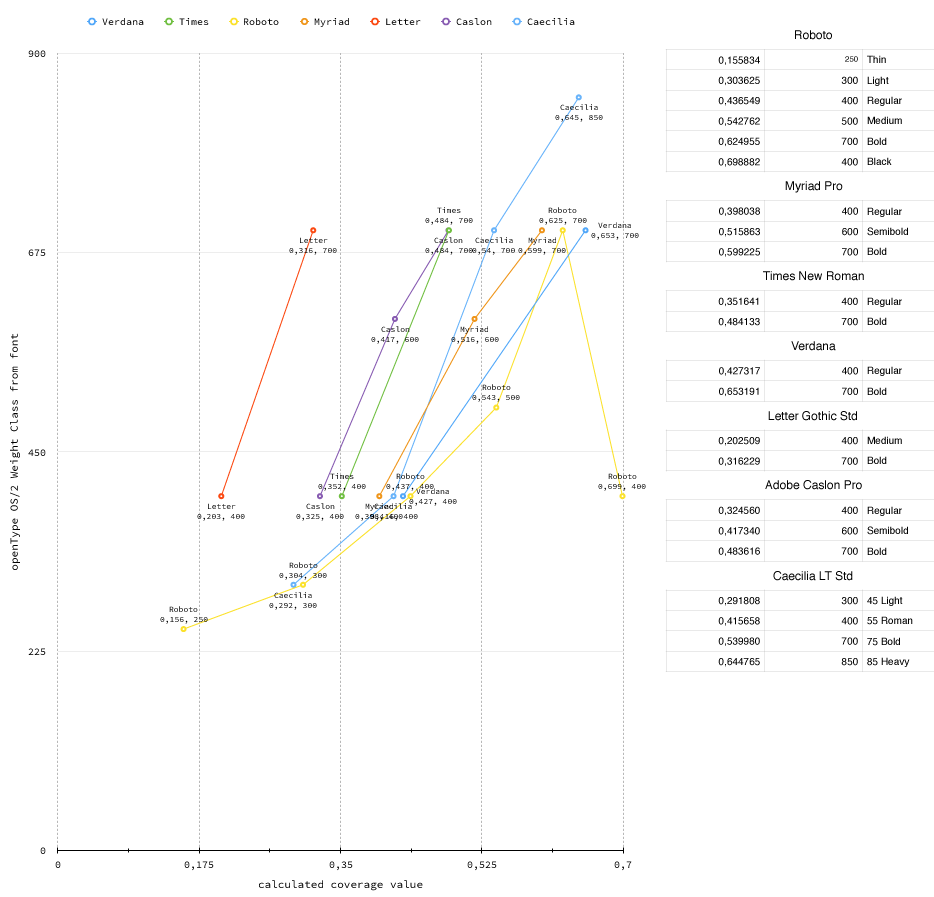 Verdana Times Roboto Myriad Letter Caslon Caecilia
900
Caecilia
0,645, 850
Times
0,484, 700
Roboto
0,625, 700
Verdana
0,653, 700
Letter
0,316, 700
Caslon
0,484, 700
Caecilia
0,54, 700
Myriad
0,599, 700
675
Caslon
0,417, 600
Myriad
0,516, 600
Roboto
0,543, 500
openType OS/2 Weight Class from font
450
Times
0,352, 400
Roboto
0,437, 400
Verdana
0,427, 400
Roboto
0,699, 400
Letter
0,203, 400
Caslon
0,325, 400
Caecilia
Roboto
0,304, 300
Caecilia
0,292, 300
Roboto
0,156, 250
225
0
0 0,175 0,35 0,525 0,7
calculated coverage value
Roboto
0,155834 250 Thin
0,303625 300 Light
0,436549 400 Regular
0,542762 500 Medium
0,624955 700 Bold
0,698882 400 Black
Myriad Pro
0,398038 400 Regular
0,515863 600 Semibold
0,599225 700 Bold
Times New Roman
0,351641 400 Regular
0,484133 700 Bold
Verdana
0,427317 400 Regular
0,653191 700 Bold
Letter Gothic Std
0,202509 400 Medium
0,316229 700 Bold
Adobe Caslon Pro
0,324560 400 Regular
0,417340 600 Semibold
0,483616 700 Bold
Caecilia LT Std
0,291808 300 45 Light
0,415658 400 55 Roman
0,539980 700 75 Bold
0,644765 850 85 Heavy